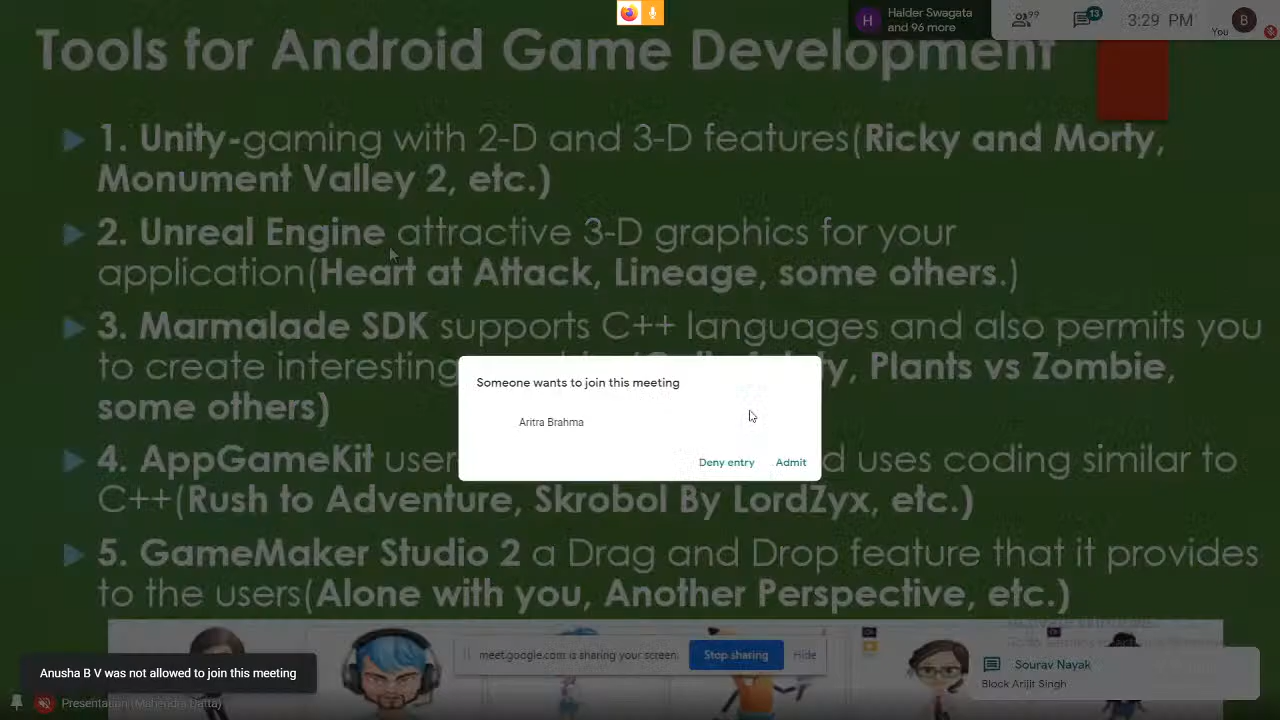 Halder Swagata
and 96 more
99
13
3:29 PM
You
B
H
Tools for Android Game Development
1. Unity-gaming with 2-D and 3-D features(Ricky and Morty,
Monument Valley 2, etc.)
2. Unreal Engine attractive 3-D graphics for your
application(Heart at Attack, Lineage, some others.)
3. Marmalade SDK supports C++ languages and also permits you
to create interesting Plants vs Zombie,
some others)
Someone wants to join this meeting
Aritra Brahma
Deny entry Admit
4. AppGameKit uses coding similar to
C++(Rush to Adventure, Skrobol By LordZyx, etc.)
5. GameMaker Studio 2 a Drag and Drop feature that it provides
to the users(Alone with you, Another Perspective, etc.)
meet.google.com is sharing your screen. Stop sharing Hide
Anusha B V was not allowed to join this meeting
Sourav Nayak
Block Arijit Singh
Presentation (Mahendra Datta)